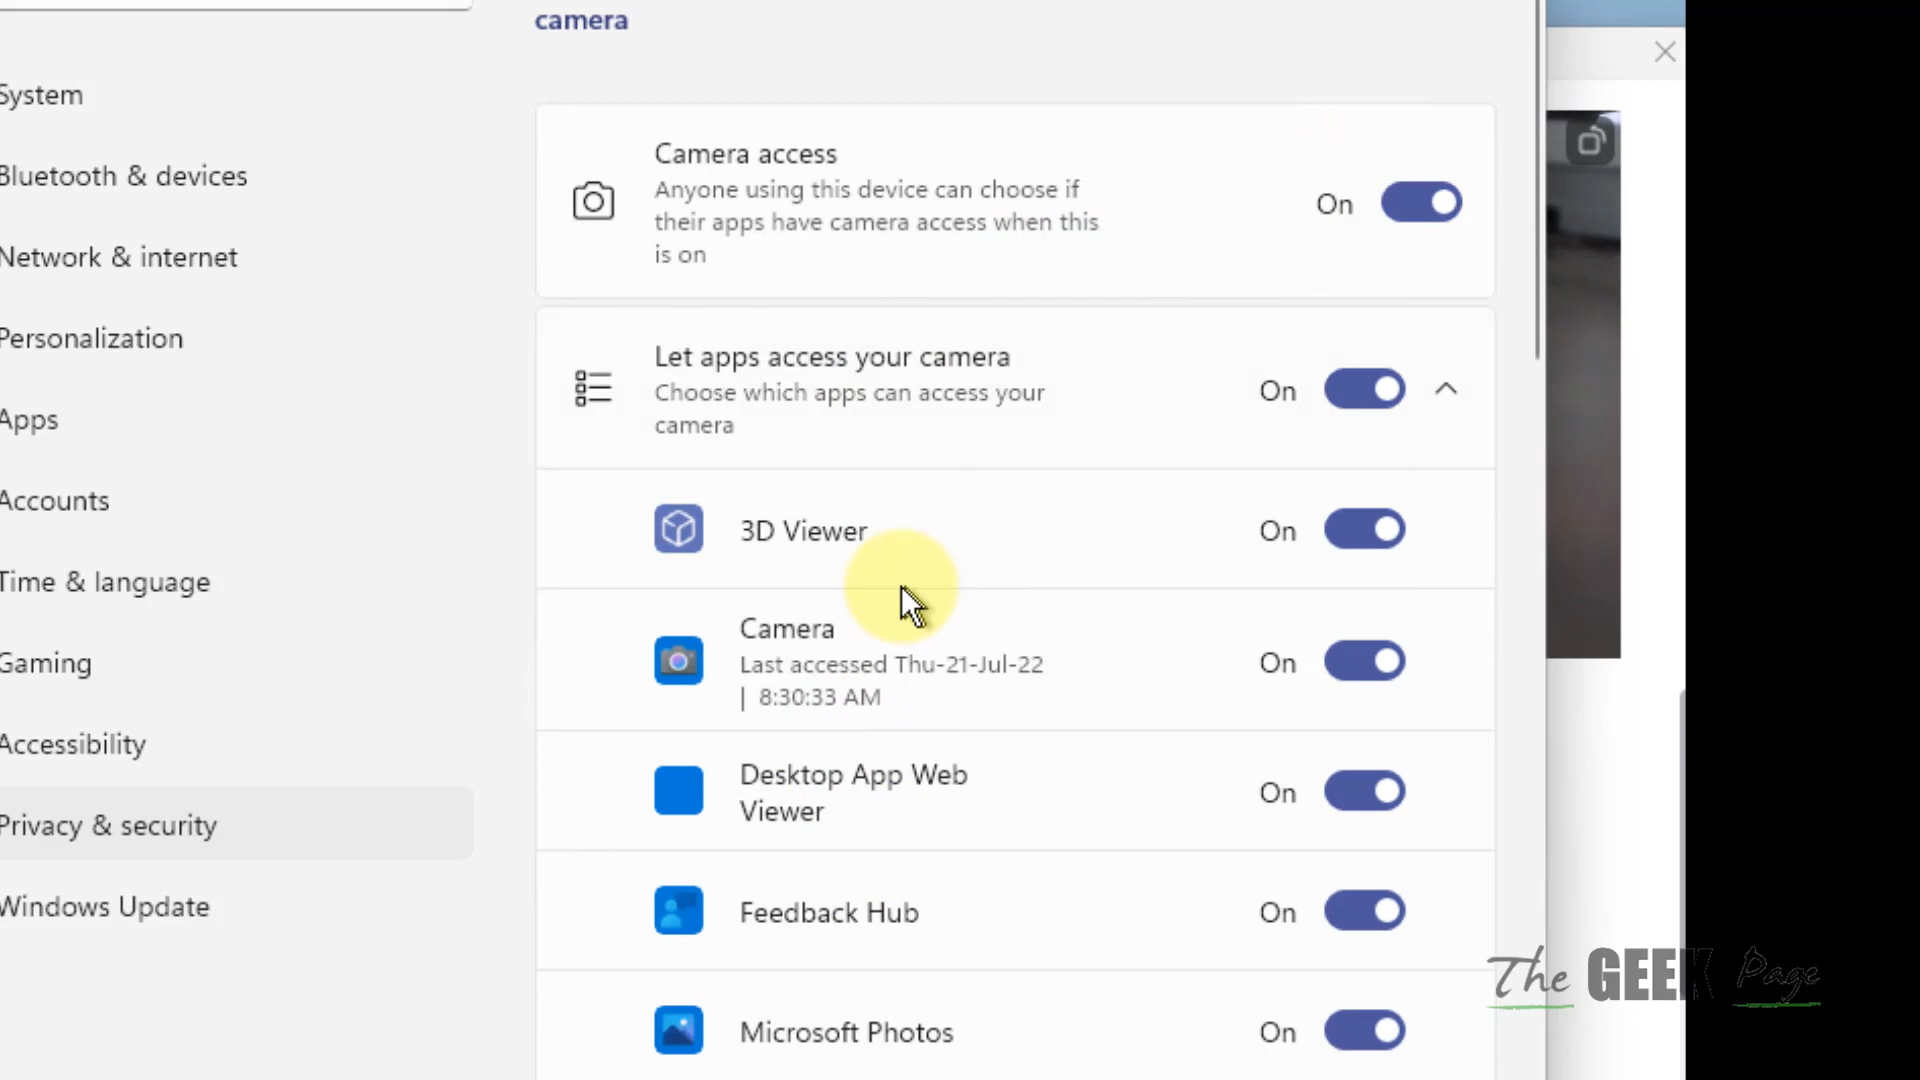 camera
System
Bluetooth & devices
Network & internet
Personalization
Apps
Accounts
Time & language
Gaming
Accessibility
Privacy & security
Windows Update
Camera access
Anyone using this device can choose if
their apps have camera access when this
is on
On
Let apps access your camera
Choose which apps can access your
camera
On
3D Viewer
On
Camera
Last accessed Thu-21-Jul-22
| 8:30:33 AM
On
Desktop App Web
Viewer
On
Feedback Hub
On
Microsoft Photos
On
The GEEK Page